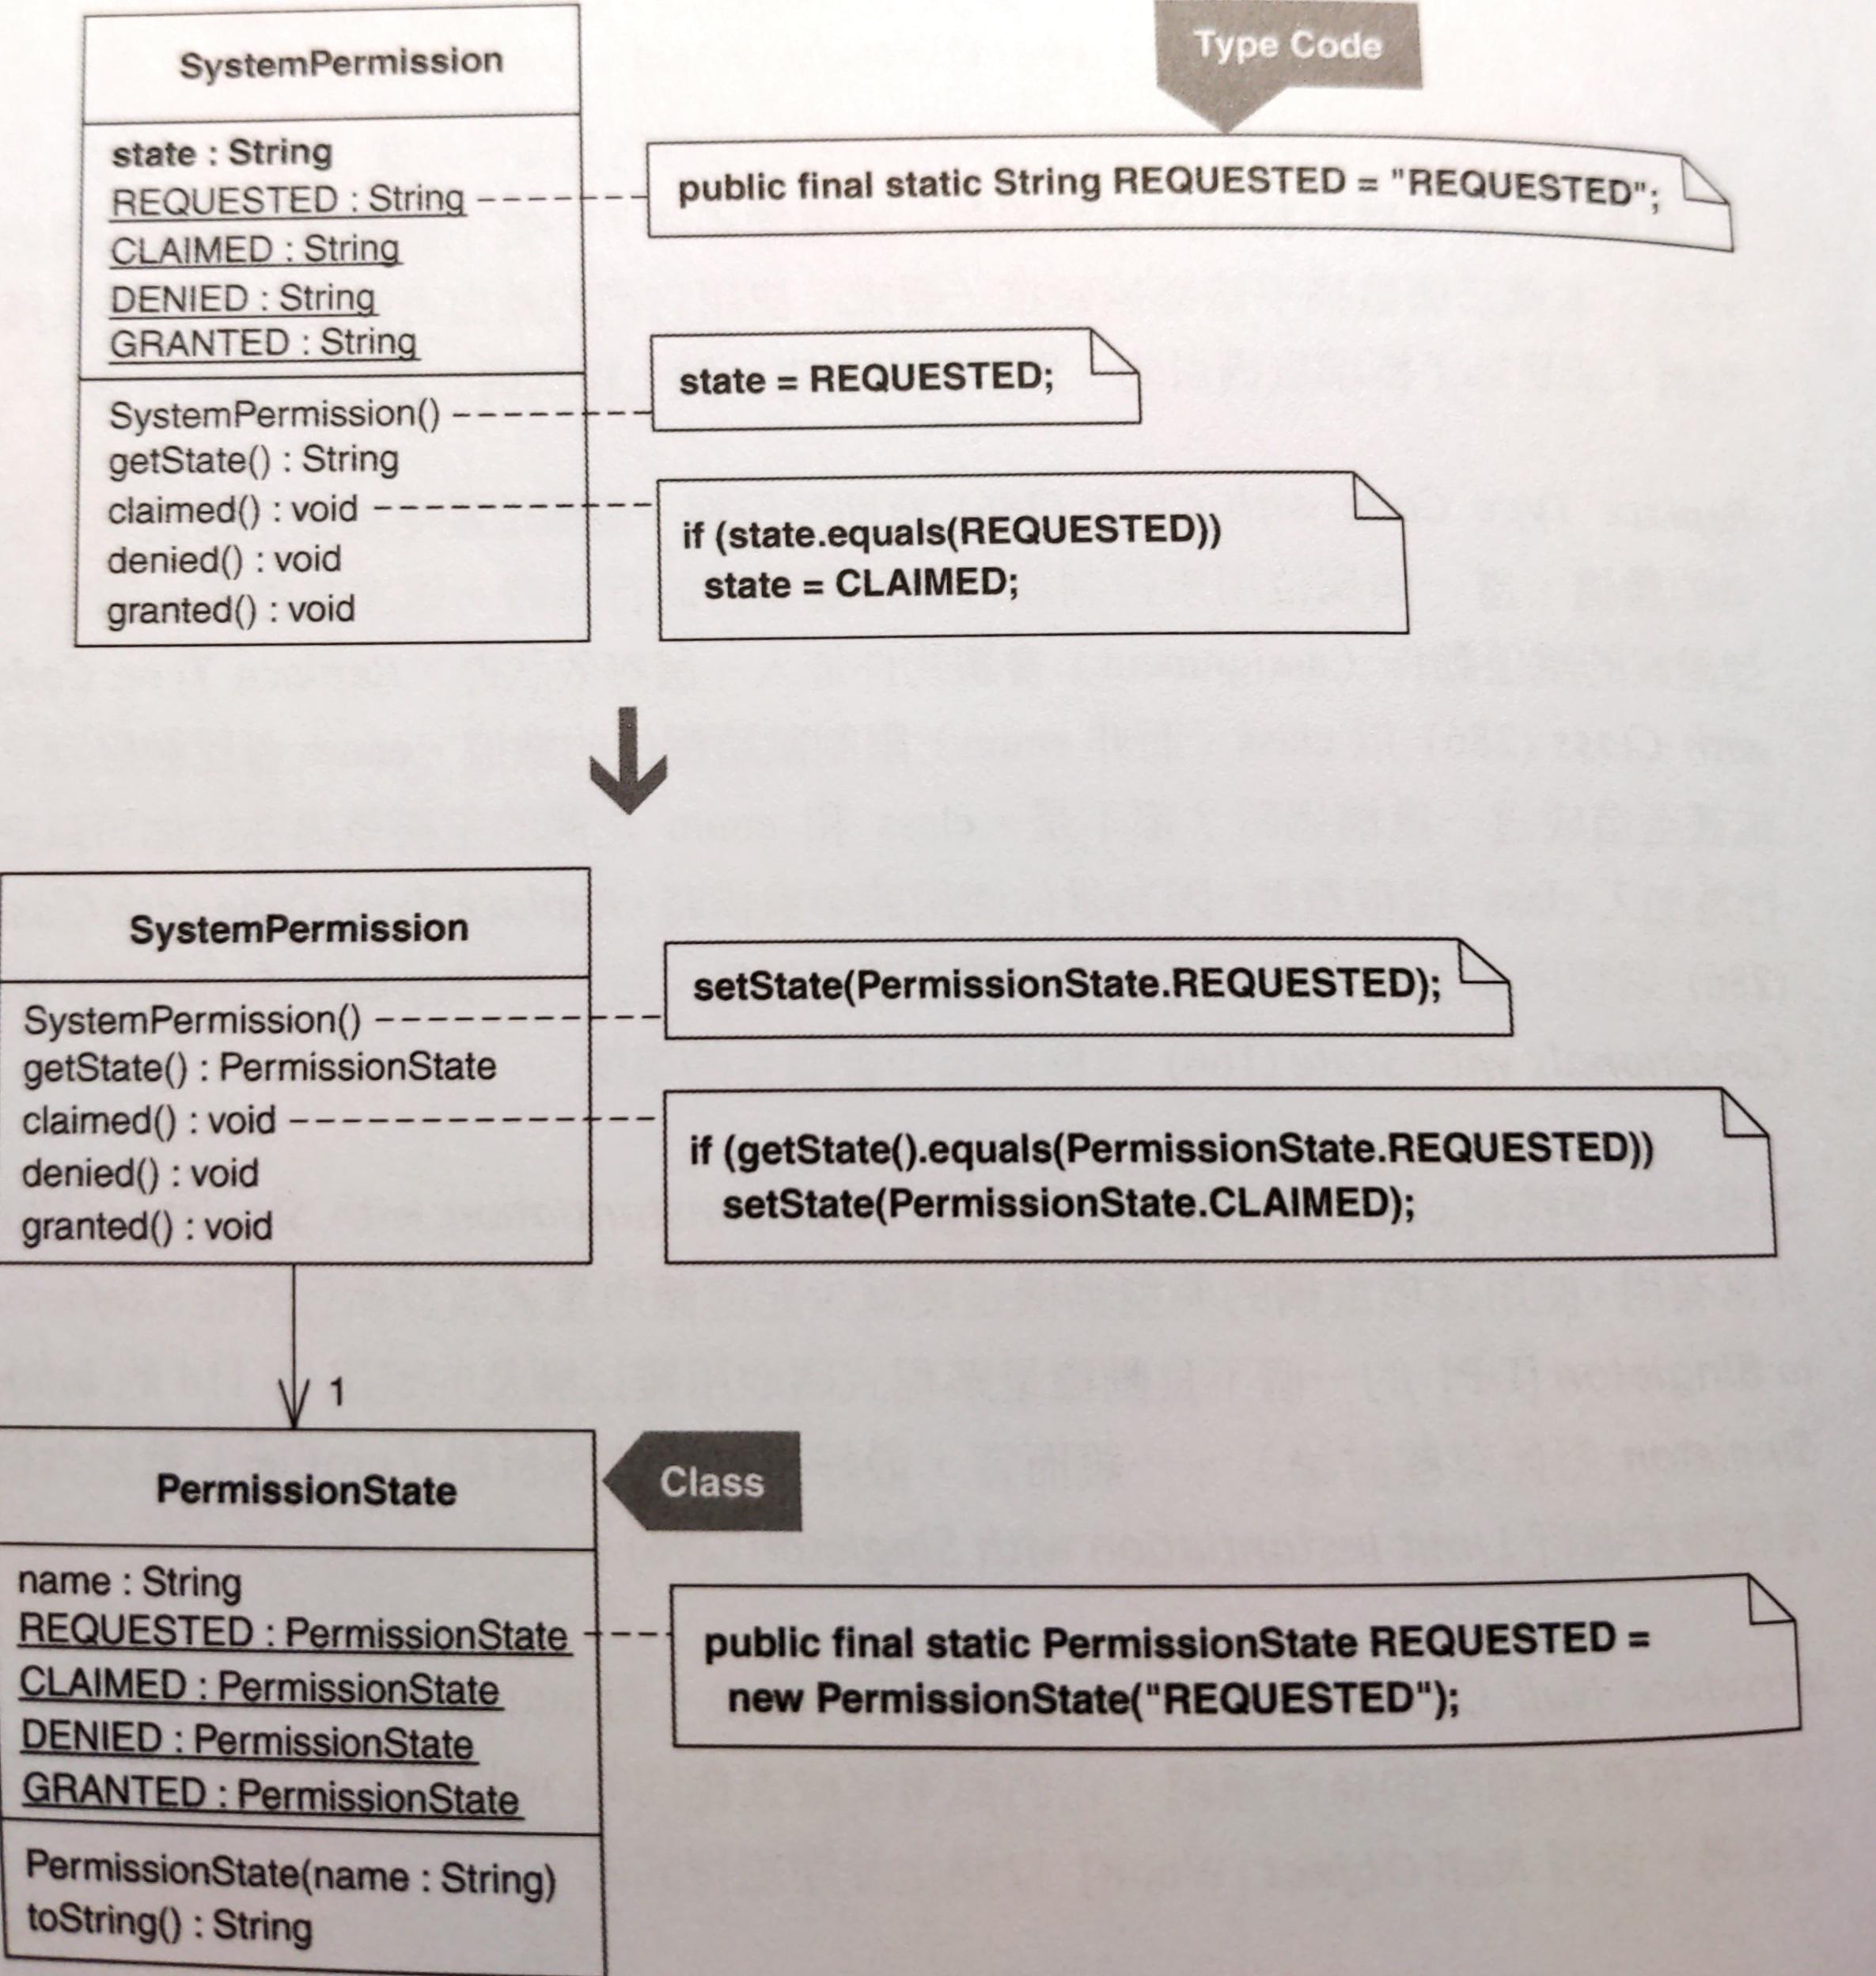 SystemPermission
state : String
REQUESTED : String
CLAIMED : String
DENIED : String
GRANTED : String
SystemPermission()
getState() : String
claimed() : void
denied() : void
granted() : void
Type Code
public final static String REQUESTED = "REQUESTED";
state = REQUESTED;
if (state.equals(REQUESTED))
state = CLAIMED;
SystemPermission
SystemPermission()
getState() : PermissionState
claimed() : void
denied() : void
granted() : void
setState(PermissionState.REQUESTED);
if (getState().equals(PermissionState.REQUESTED))
setState(PermissionState.CLAIMED);
1
PermissionState
Class
name : String
REQUESTED : PermissionState
CLAIMED : PermissionState
DENIED : PermissionState
GRANTED : PermissionState
PermissionState(name : String)
toString() : String
public final static PermissionState REQUESTED =
new PermissionState("REQUESTED");